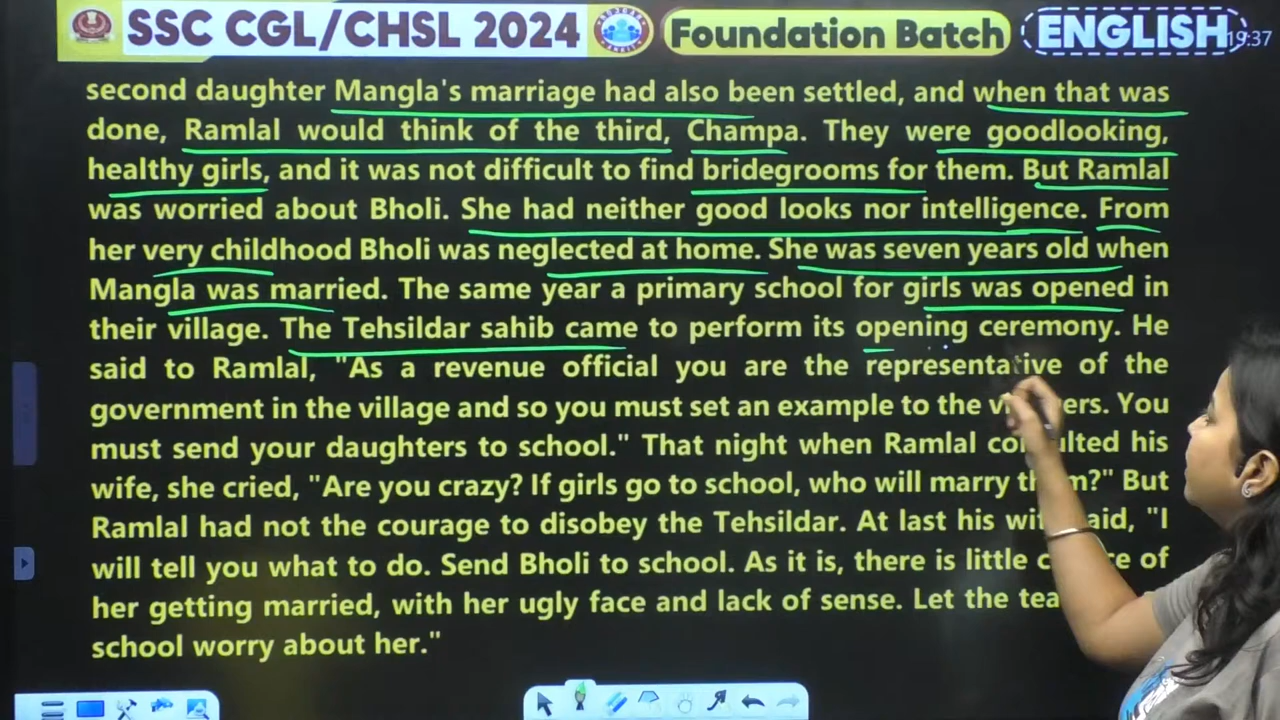 SSC CGL/CHSL 2024 Foundation Batch ENGLISH 19:37
second daughter Mangla's marriage had also been settled, and when that was
done, Ramlal would think of the third, Champa. They were goodlooking,
healthy girls, and it was not difficult to find bridegrooms for them. But Ramlal
was worried about Bholi. She had neither good looks nor intelligence. From
her very childhood Bholi was neglected at home. She was seven years old when
Mangla was married. The same year a primary school for girls was opened in
their village. The Tehsildar sahib came to perform its opening ceremony. He
said to Ramlal, "As a revenue official you are the representative of the
government in the village and so you must set an example to the You
must send your daughters to school." That night when Ramlal his
wife, she cried, "Are you crazy? If girls go to school, who will marry But
Ramlal had not the courage to disobey the Tehsildar. At last his "I
will tell you what to do. Send Bholi to school. As it is, there is little of
her getting married, with her ugly face and lack of sense. Let the
school worry about her."